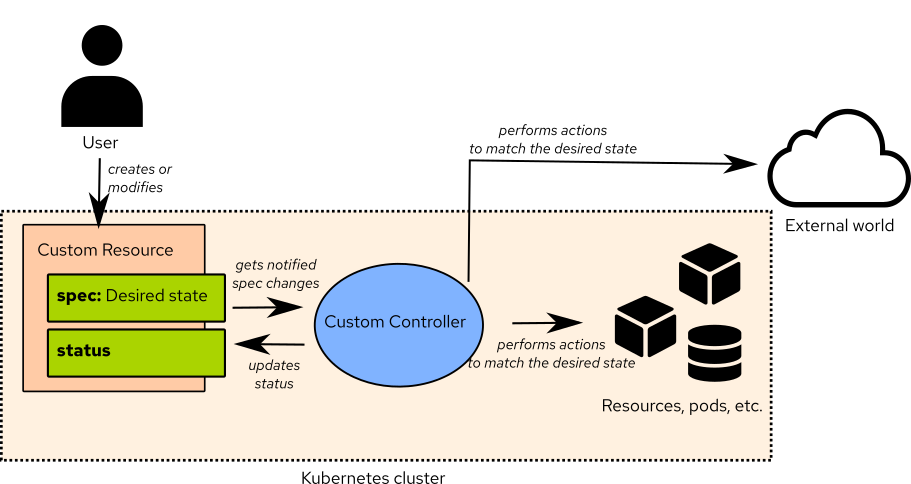 User
creates or
modifies
performs actions
to match the desired state
External world
Custom Resource
spec: Desired state
status
gets notified
spec changes
updates
status
Custom Controller
performs actions
to match the desired state
Resources, pods, etc.
Kubernetes cluster